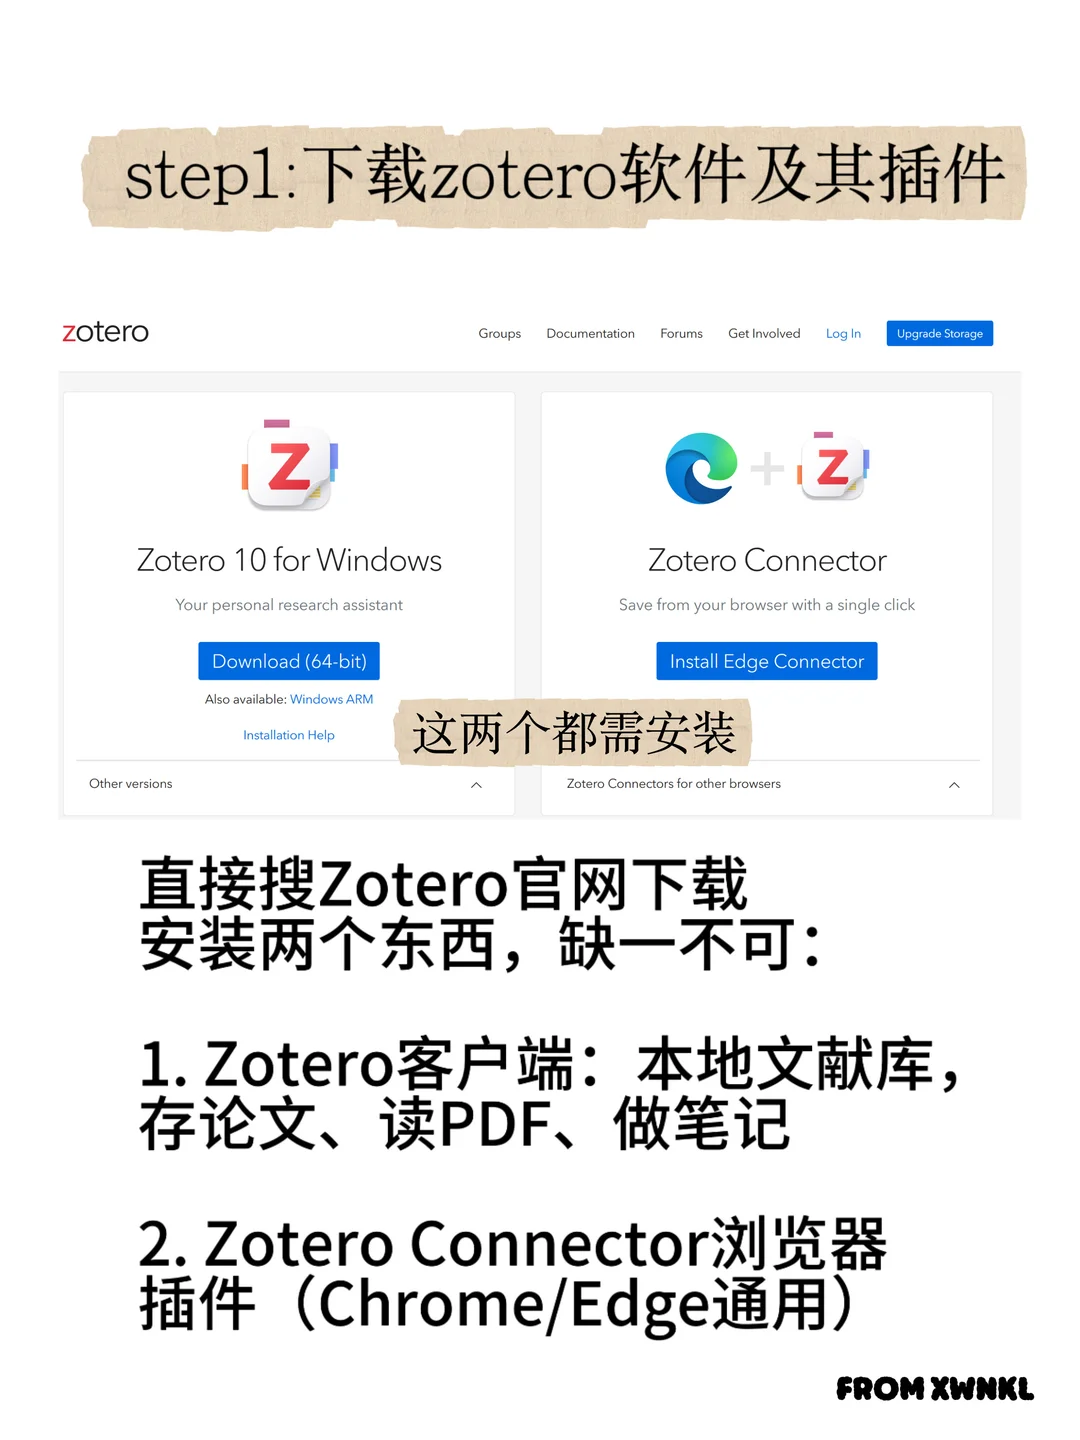 step1:下载zotero软件及其插件
zotero
Groups Documentation Forums Get Involved Log In Upgrade Storage
Z
Z
Zotero 10 for Windows
Zotero Connector
Your personal research assistant
Save from your browser with a single click
Download (64-bit)
Install Edge Connector
Also available: Windows ARM
这两个都需安装
Installation Help
Other versions
Zotero Connectors for other browsers
直接搜Zotero官网下载
安装两个东西，缺一不可：
1. Zotero客户端：本地文献库，
存论文、读PDF、做笔记
2. Zotero Connector浏览器
插件（Chrome/Edge通用）
FROM XWNKL